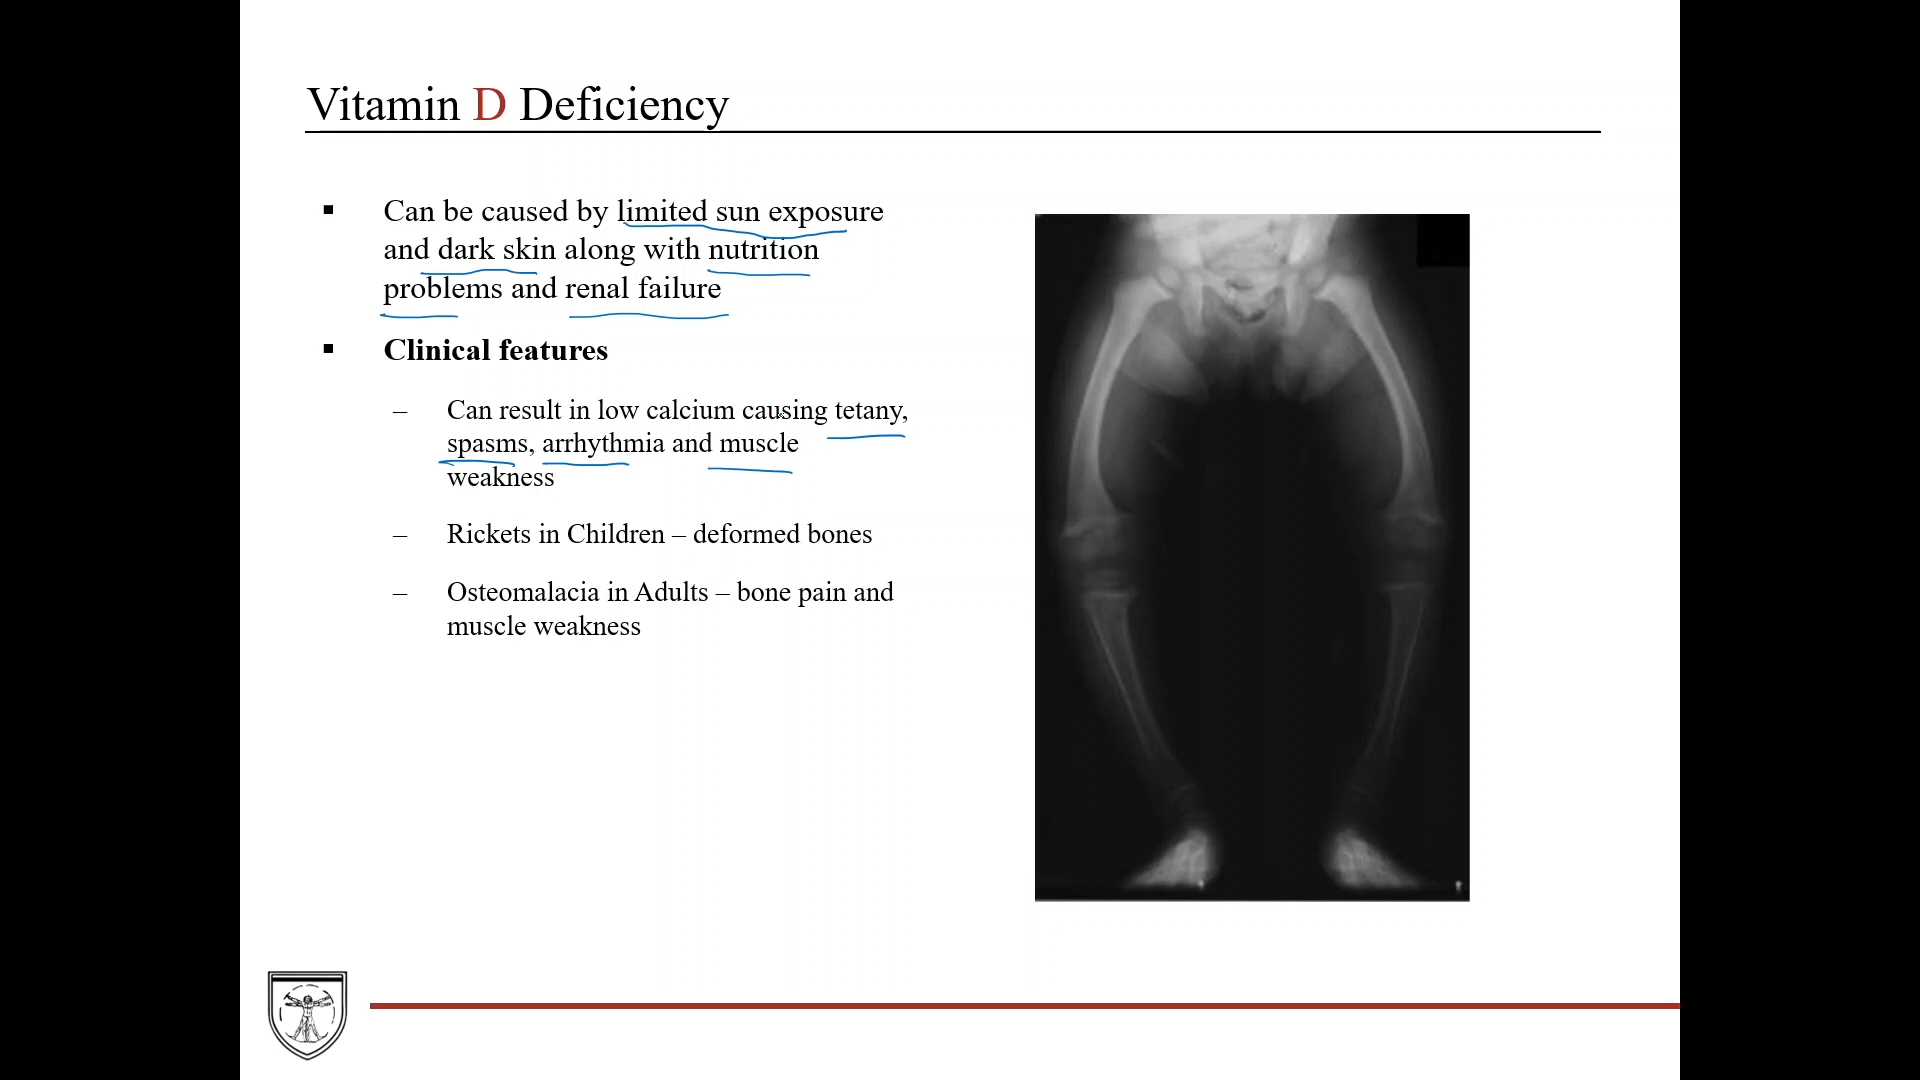 Vitamin D Deficiency
▪ Can be caused by limited sun exposure
and dark skin along with nutrition
problems and renal failure
▪ Clinical features
– Can result in low calcium causing tetany,
spasms, arrhythmia and muscle
weakness
– Rickets in Children – deformed bones
– Osteomalacia in Adults – bone pain and
muscle weakness